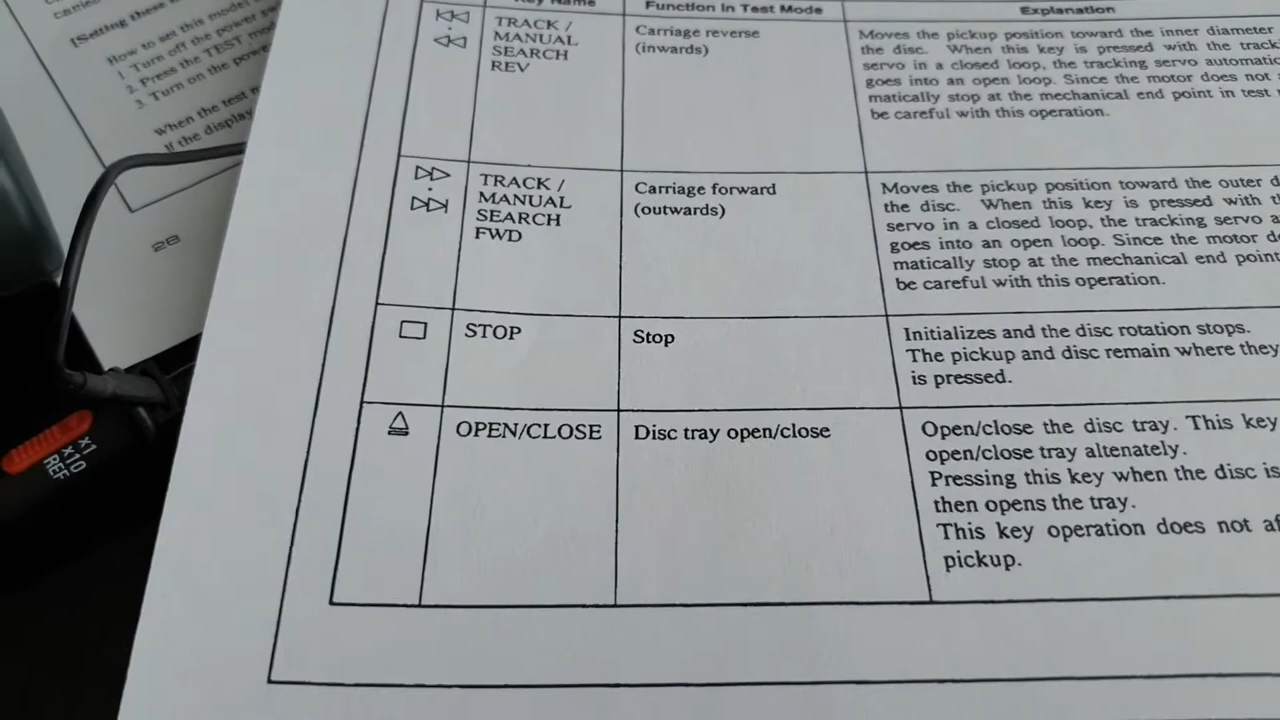 [Setting these
How to set this model
1. Turn off the power sw
2. Press the TEST mo
3. Turn on the powe
When the test m
If the display
28
x1
x10
REF
Key Name
Function in Test Mode
Explanation
TRACK /
MANUAL
SEARCH
REV
Carriage reverse
(inwards)
Moves the pickup position toward the inner diameter
the disc. When this key is pressed with the track
servo in a closed loop, the tracking servo automatic
goes into an open loop. Since the motor does not
matically stop at the mechanical end point in test
be careful with this operation.
TRACK /
MANUAL
SEARCH
FWD
Carriage forward
(outwards)
Moves the pickup position toward the outer d
the disc. When this key is pressed with t
servo in a closed loop, the tracking servo a
goes into an open loop. Since the motor d
matically stop at the mechanical end point
be careful with this operation.
STOP
Stop
Initializes and the disc rotation stops.
The pickup and disc remain where they
is pressed.
OPEN/CLOSE
Disc tray open/close
Open/close the disc tray. This key
open/close tray altenately.
Pressing this key when the disc is
then opens the tray.
This key operation does not af
pickup.